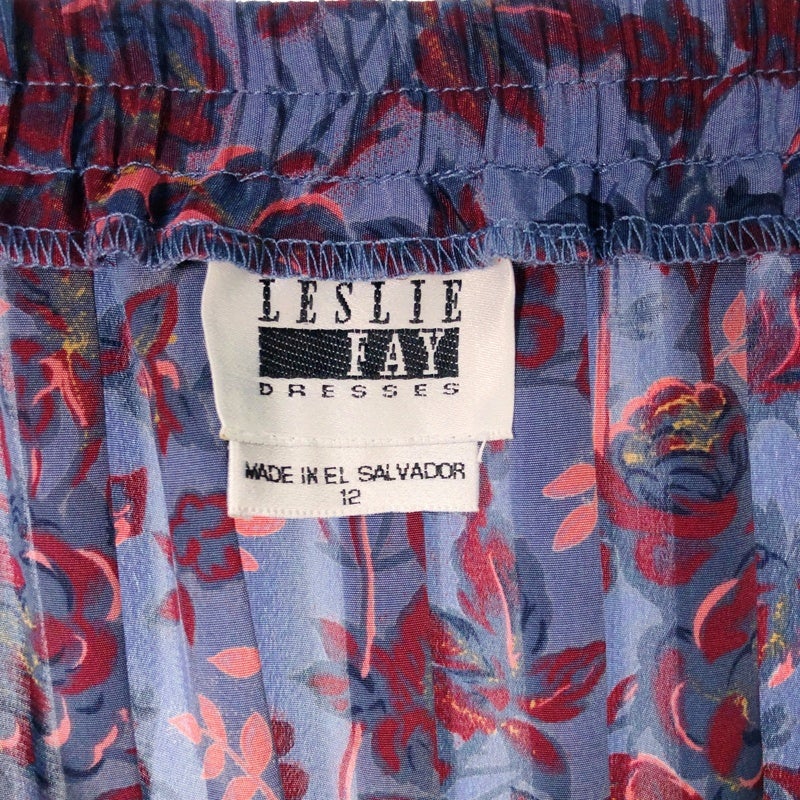 LESLIE
FAY
DRESSES
MADE IN EL SALVADOR
12